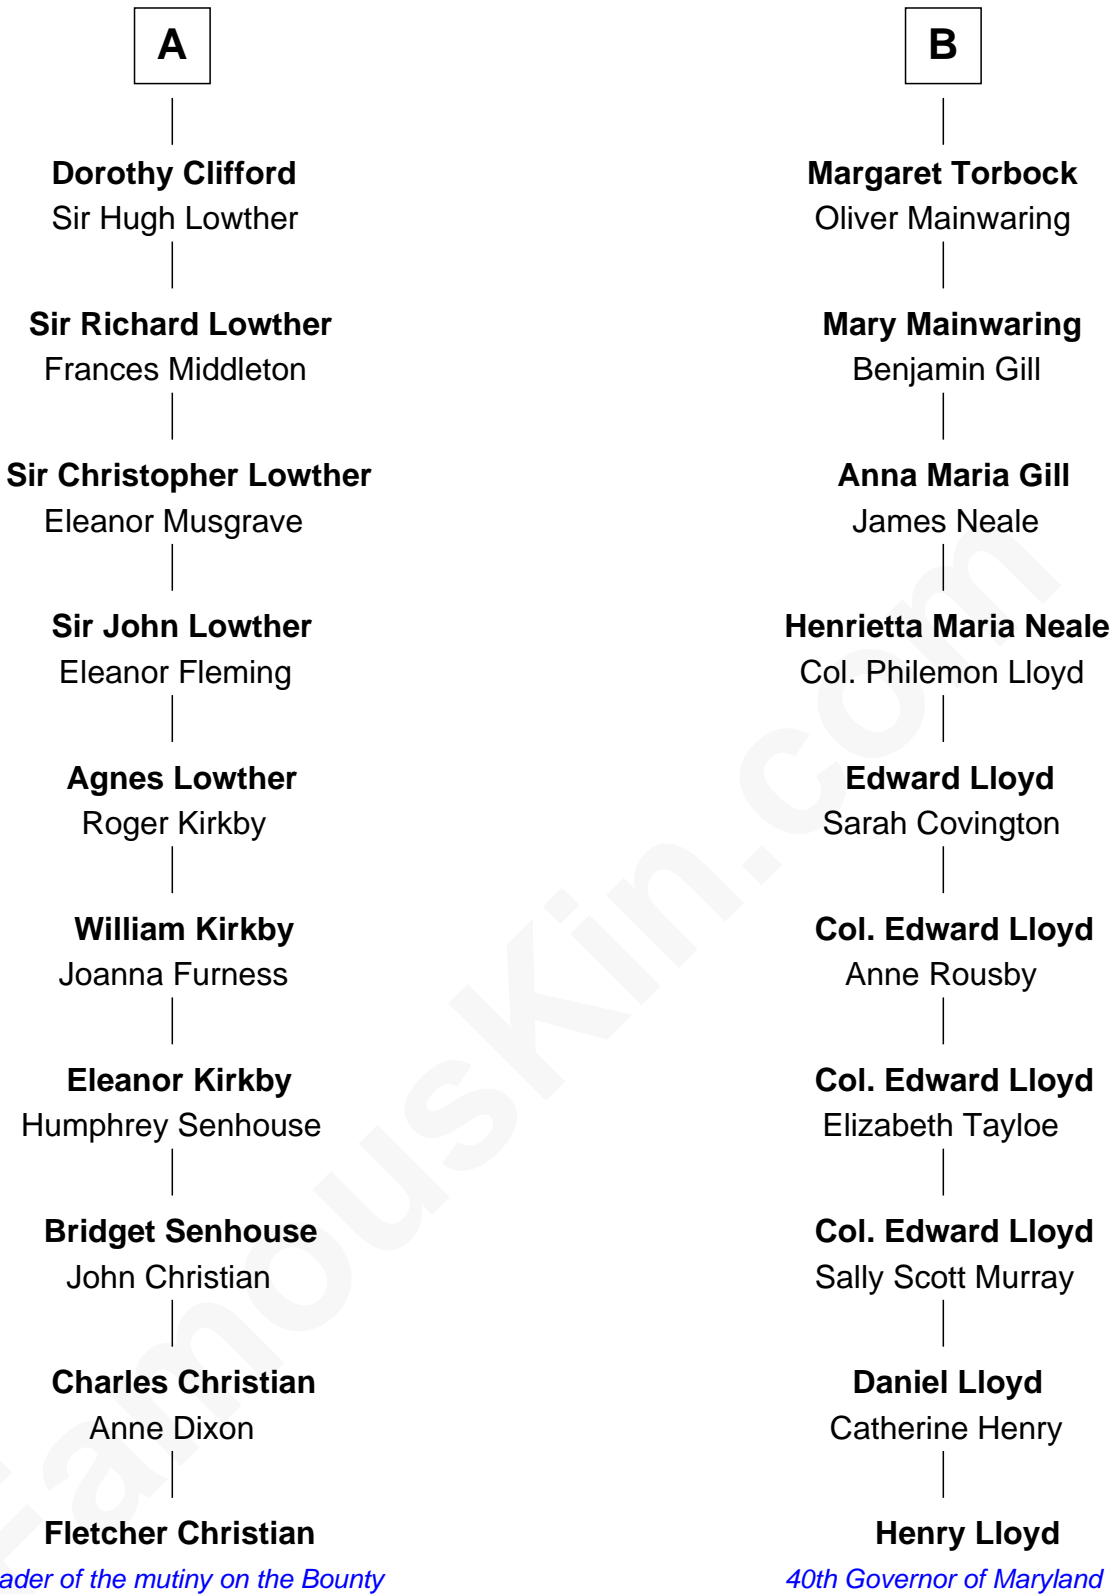 A
Dorothy Clifford
Sir Hugh Lowther
Sir Richard Lowther
Frances Middleton
Sir Christopher Lowther
Eleanor Musgrave
Sir John Lowther
Eleanor Fleming
Agnes Lowther
Roger Kirkby
William Kirkby
Joanna Furness
Eleanor Kirkby
Humphrey Senhouse
Bridget Senhouse
John Christian
Charles Christian
Anne Dixon
Fletcher Christian
ader of the mutiny on the Bounty
B
Margaret Torbock
Oliver Mainwaring
Mary Mainwaring
Benjamin Gill
Anna Maria Gill
James Neale
Henrietta Maria Neale
Col. Philemon Lloyd
Edward Lloyd
Sarah Covington
Col. Edward Lloyd
Anne Rousby
Col. Edward Lloyd
Elizabeth Tayloe
Col. Edward Lloyd
Sally Scott Murray
Daniel Lloyd
Catherine Henry
Henry Lloyd
40th Governor of Maryland
FamousKin.com